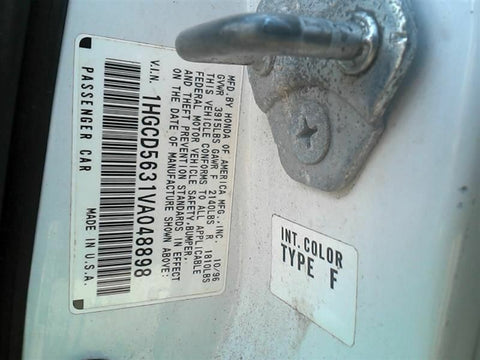 MFD.BY HONDA OF AMERICA MFG.,INC. 10/96
GVWR 3915LBS GAWR F 2140LBS R 1810LBS
THIS VEHICLE CONFORMS TO ALL APPLICABLE
FEDERAL MOTOR VEHICLE SAFETY,BUMPER,
AND THEFT PREVENTION STANDARDS IN EFFECT
ON THE DATE OF MANUFACTURE SHOWN ABOVE.
V.I.N. 1HGCD5631VA048898
PASSENGER CAR MADE IN U.S.A.
INT.COLOR
TYPE F